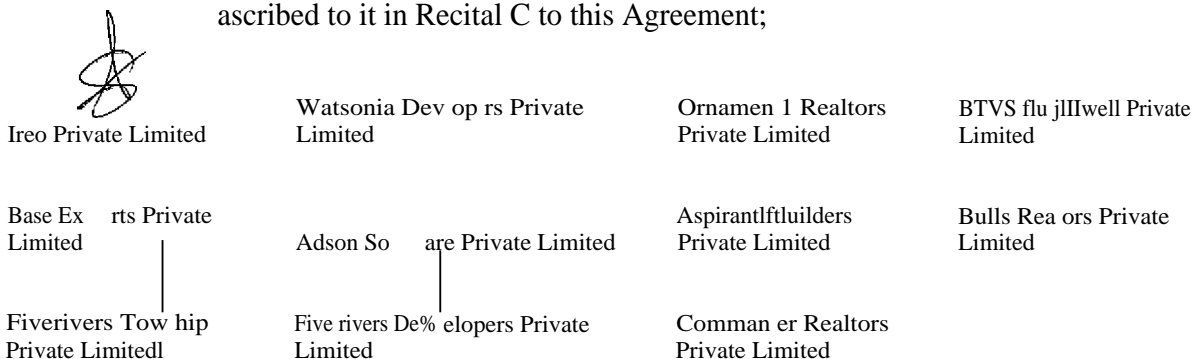 ascribed to it in Recital C to this Agreement;
Ireo Private Limited
Watsonia Dev op rs Private
Limited
Ornamen 1 Realtors
Private Limited
BTVS flu jlIIwell Private
Limited
Base Ex rts Private
Limited
Adson So are Private Limited
Aspirantlftluilders
Private Limited
Bulls Rea ors Private
Limited
Fiverivers Tow hip
Private Limitedl
Five rivers De% elopers Private
Limited
Comman er Realtors
Private Limited